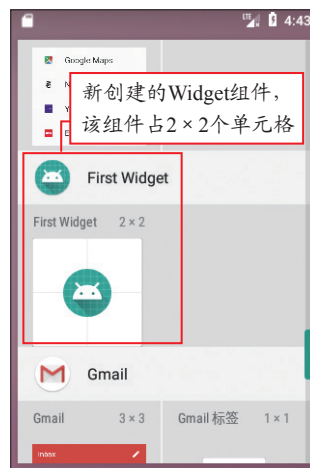 4:43
Google Maps
新创建的Widget组件，
该组件占2×2个单元格
First Widget
First Widget 2×2
Gmail
Gmail 3×3 Gmail 标签 1×1
Inbox